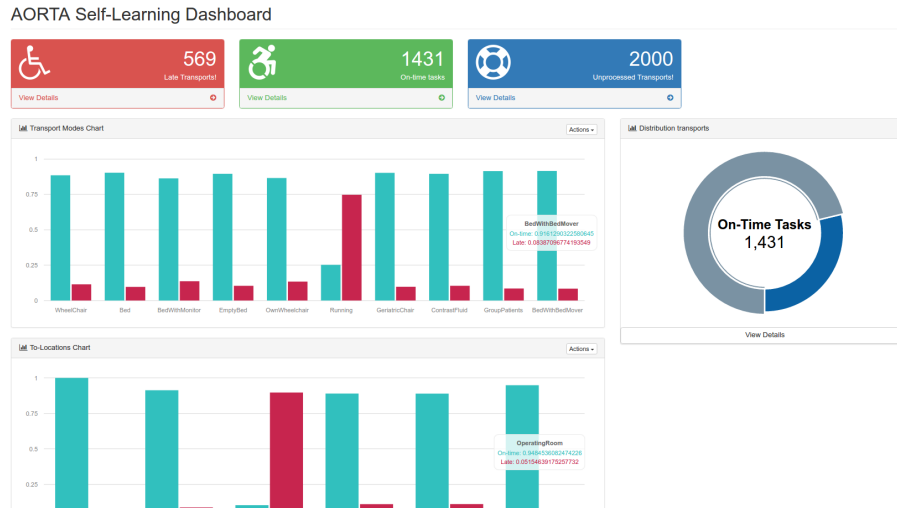 AORTA Self-Learning Dashboard
569
Late Transports!
View Details
1431
On-time tasks
View Details
2000
Unprocessed Transports!
View Details
Transport Modes Chart
Actions
1
0.75
0.5
0.25
0
BedWithBedMover
On-time: 0.9161290322580645
Late: 0.08387096774193549
WheelChair Bed BedWithMonitor EmptyBed OwnWheelchair Running GeriatricChair ContrastFluid GroupPatients BedWithBedMover
Distribution transports
On-Time Tasks
1,431
View Details
To-Locations Chart
Actions
1
0.75
0.5
0.25
OperatingRoom
On-time: 0.9484536082474226
Late: 0.05154639175257732